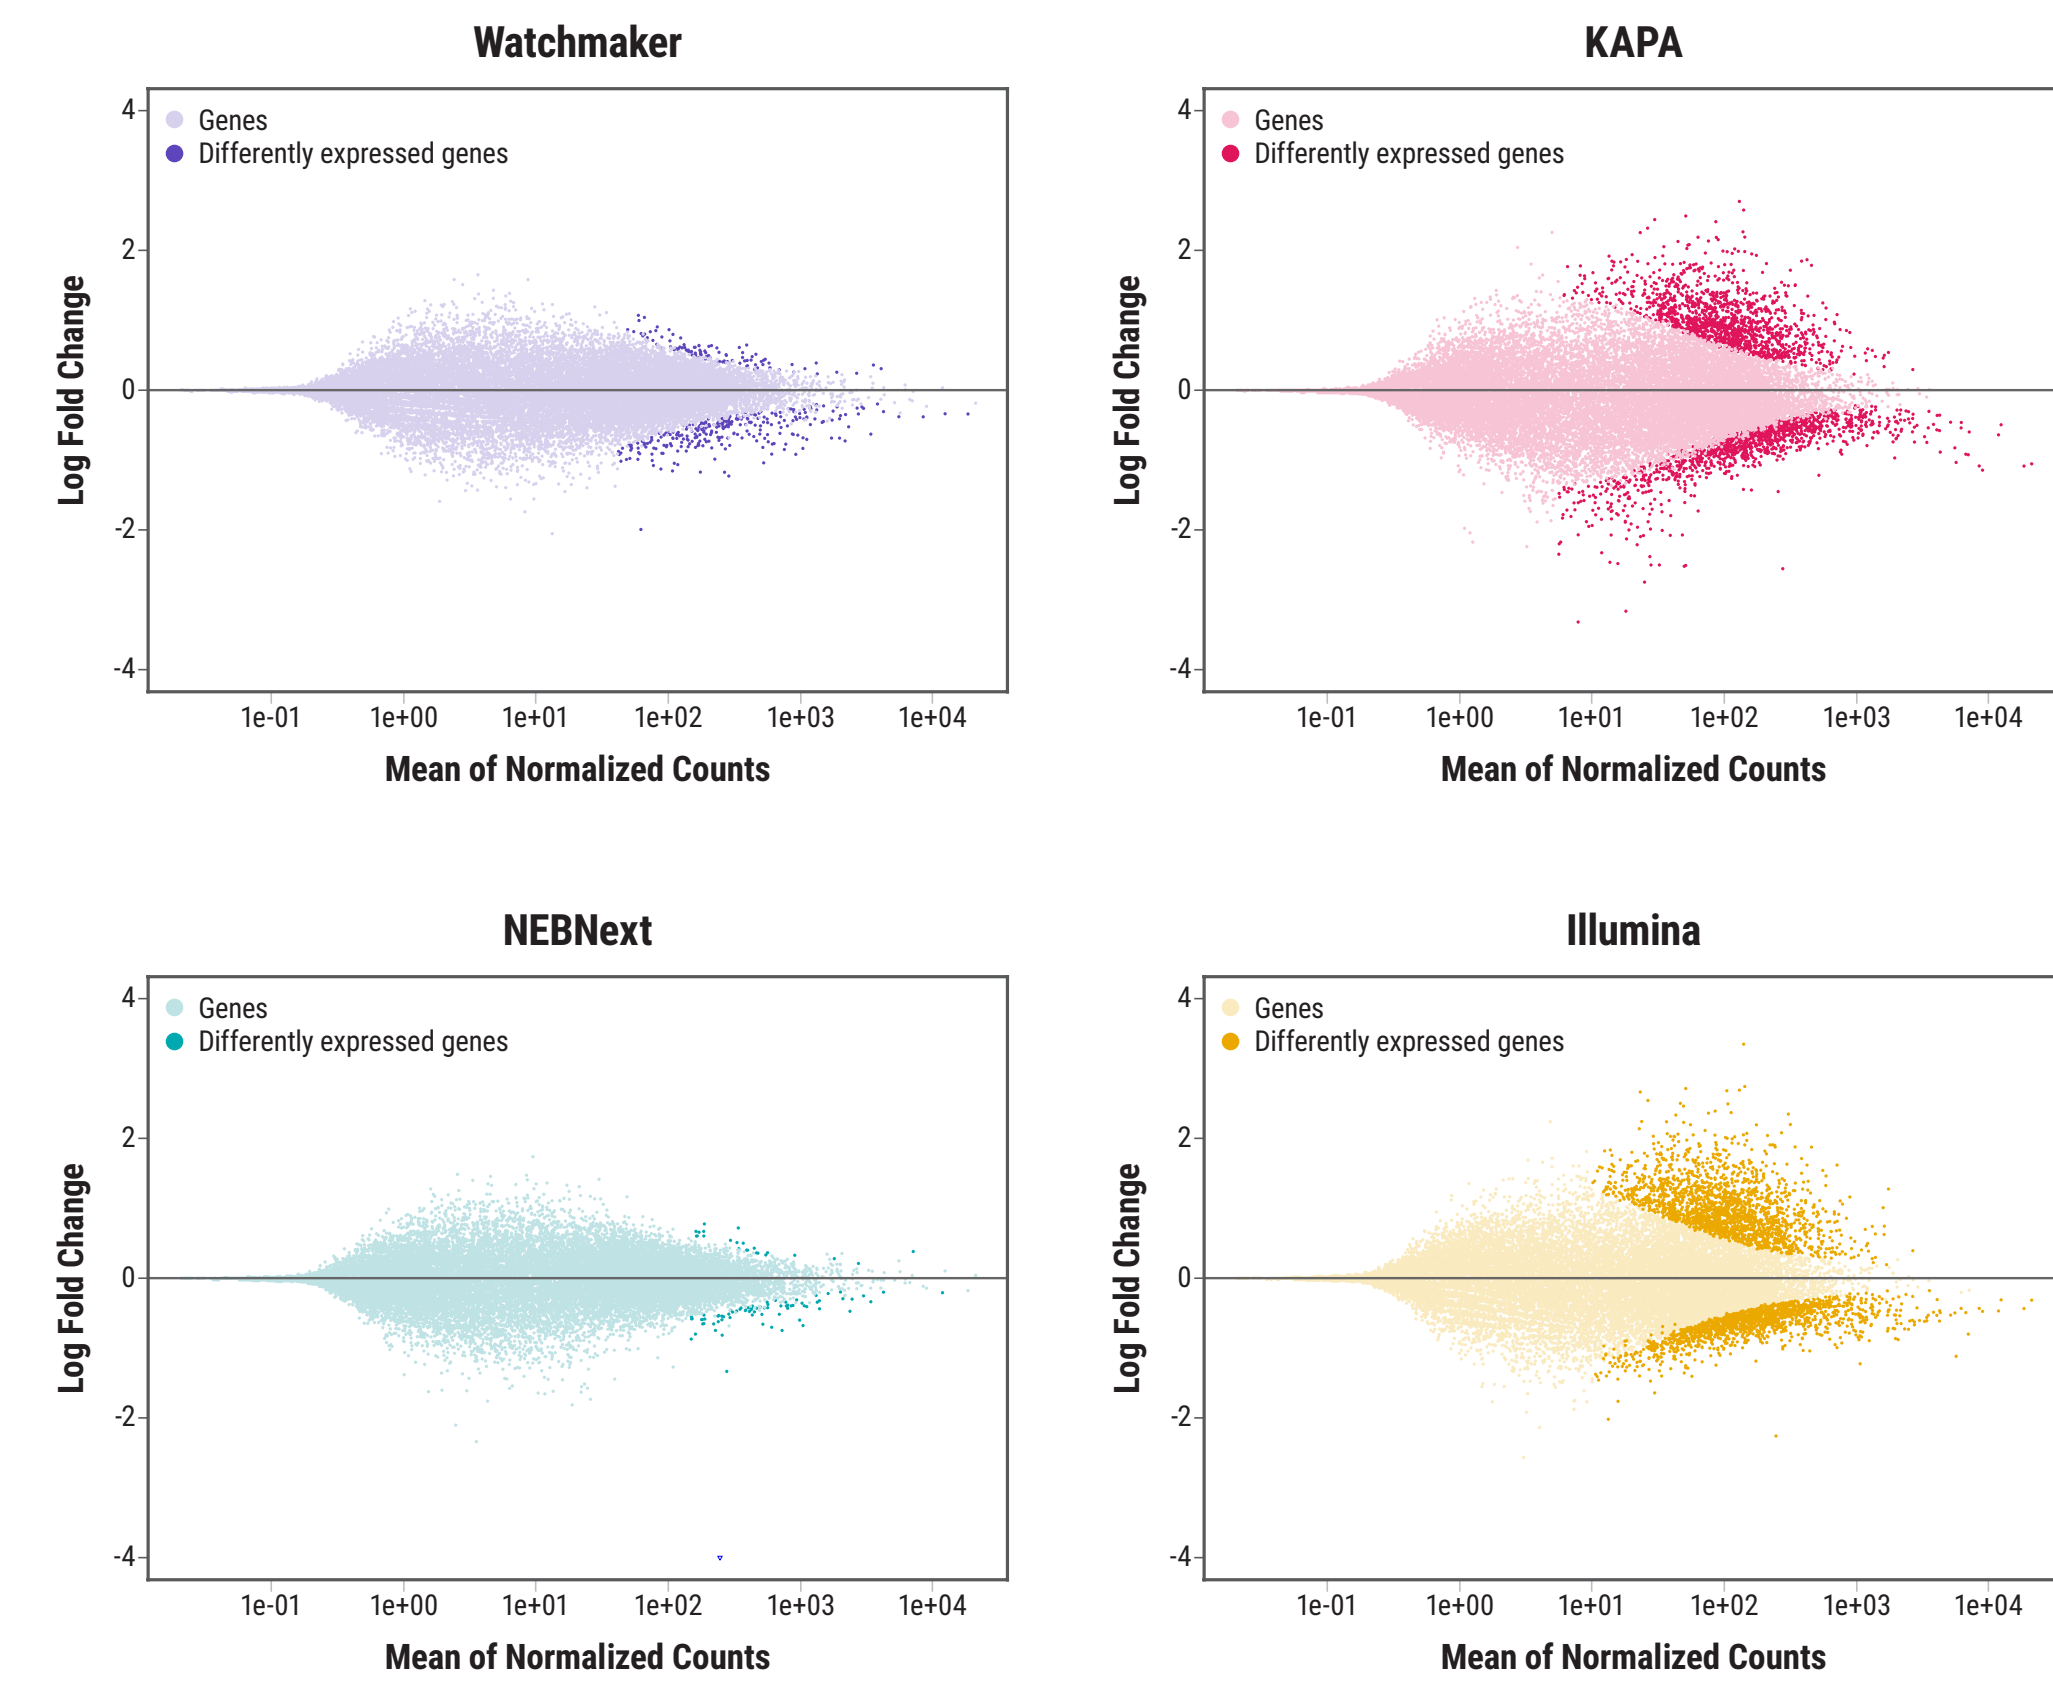 Watchmaker
4
Genes
Differently expressed genes
2
0
-2
-4
Log Fold Change
1e-01 1e+00 1e+01 1e+02 1e+03 1e+04
Mean of Normalized Counts
KAPA
4
Genes
Differently expressed genes
2
0
-2
-4
Log Fold Change
1e-01 1e+00 1e+01 1e+02 1e+03 1e+04
Mean of Normalized Counts
NEBNext
4
Genes
Differently expressed genes
2
0
-2
-4
Log Fold Change
1e-01 1e+00 1e+01 1e+02 1e+03 1e+04
Mean of Normalized Counts
Illumina
4
Genes
Differently expressed genes
2
0
-2
-4
Log Fold Change
1e-01 1e+00 1e+01 1e+02 1e+03 1e+04
Mean of Normalized Counts